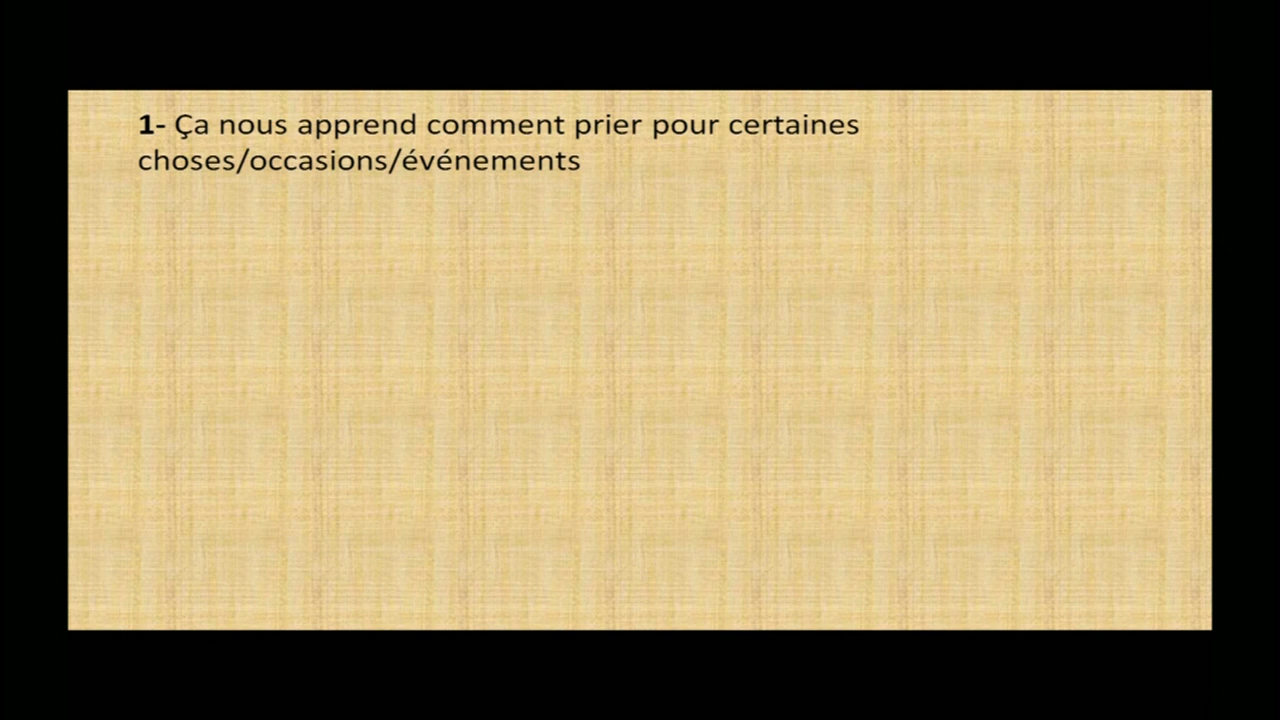 1- Ça nous apprend comment prier pour certaines
choses/occasions/événements